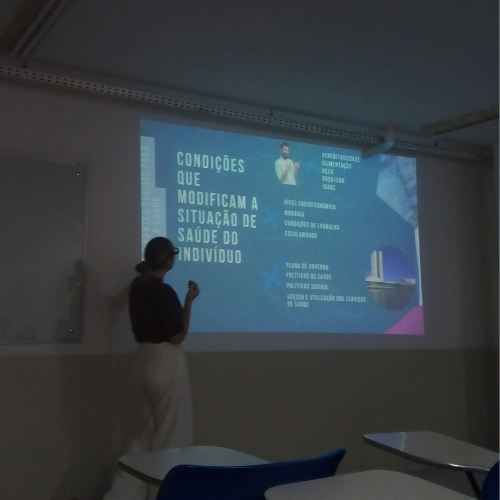 CONDIÇÕES
QUE
MODIFICAM A
SITUAÇÃO DE
SAÚDE DO
INDIVÍDUO
HEREDITARIEDADE
ALIMENTAÇÃO
SEXO
RAÇA/COR
IDADE
NÍVEL SOCIOECONÔMICO
MORADIA
CONDIÇÕES DE TRABALHO
ESCOLARIDADE
PLANO DE GOVERNO
POLÍTICAS DE SAÚDE
POLÍTICAS SOCIAIS
ACESSO E UTILIZAÇÃO DOS SERVIÇOS
DE SAÚDE